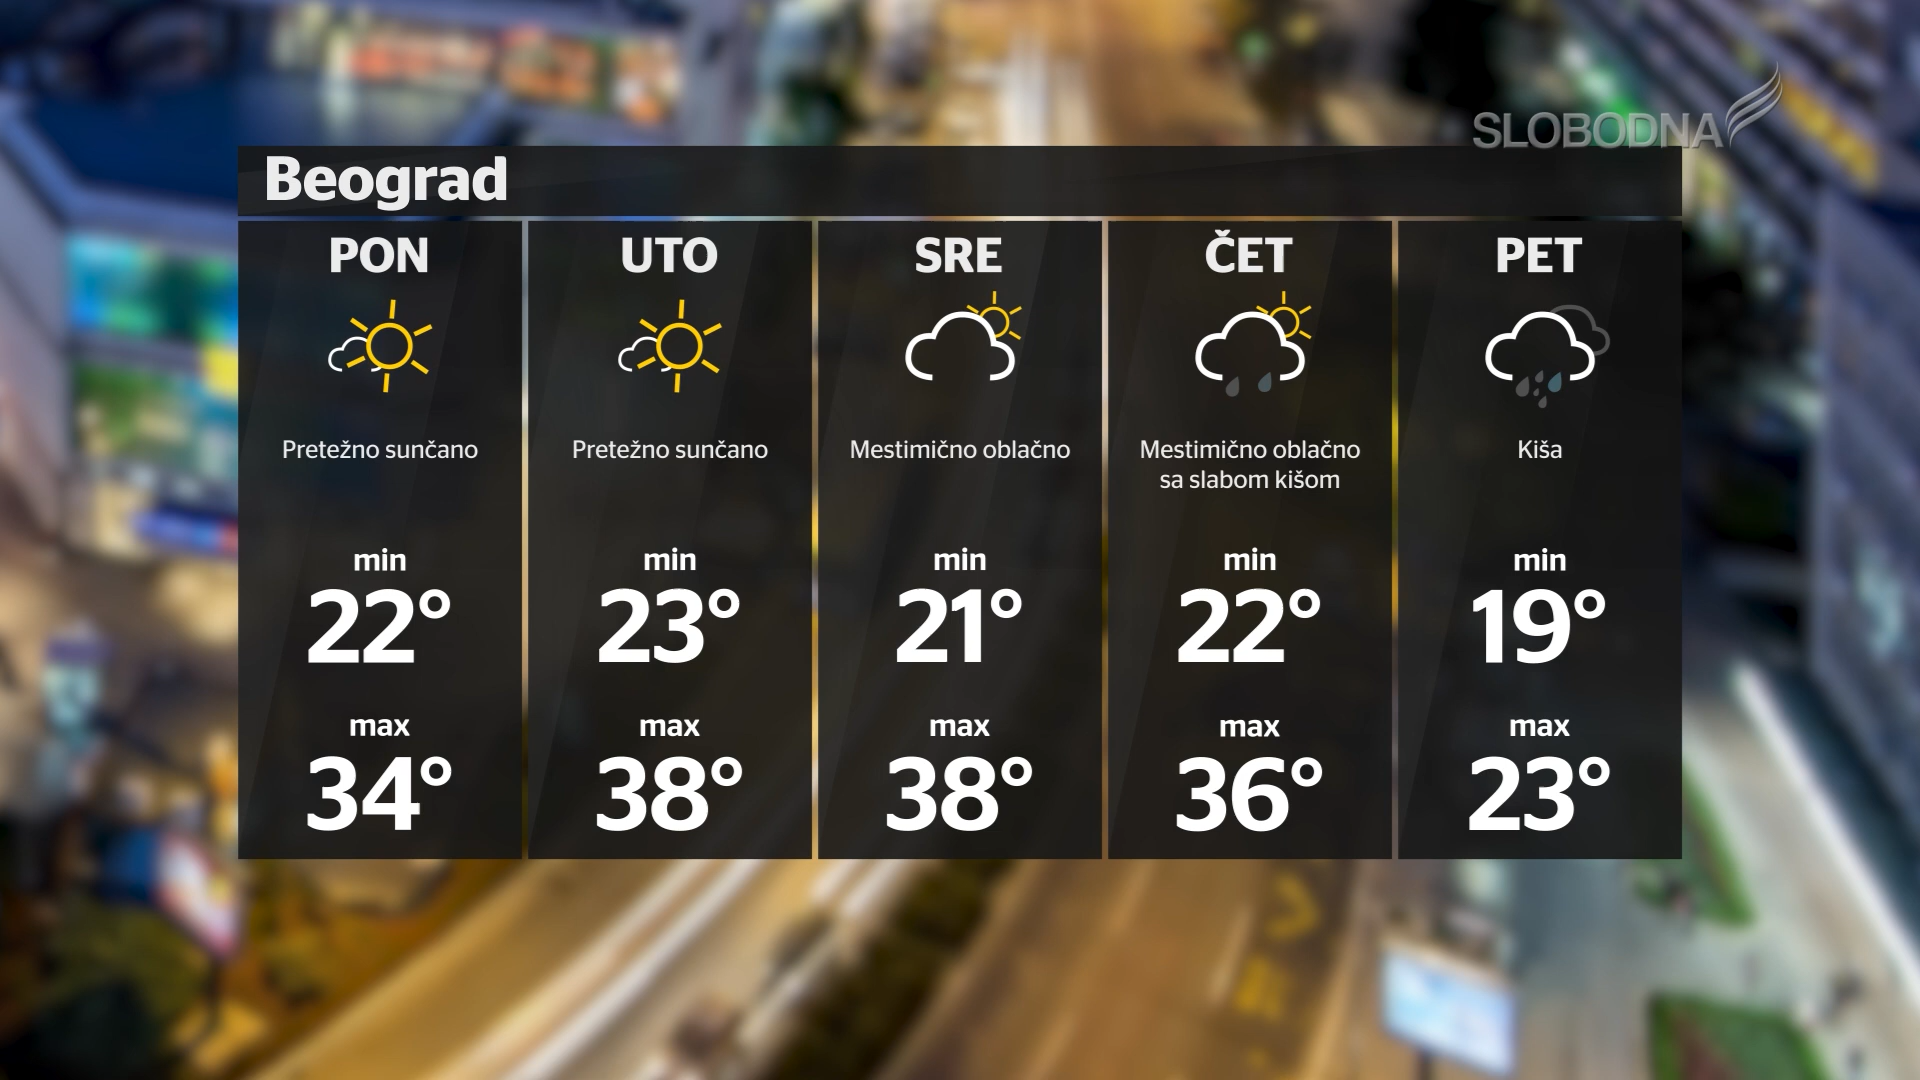 SLOBODNA
Beograd
PON
UTO
SRE
ČET
PET
Pretežno sunčano
Pretežno sunčano
Mestimično oblačno
Mestimično oblačno
sa slabom kišom
Kiša
min
min
min
min
min
22°
23°
21°
22°
19°
max
max
max
max
max
34°
38°
38°
36°
23°